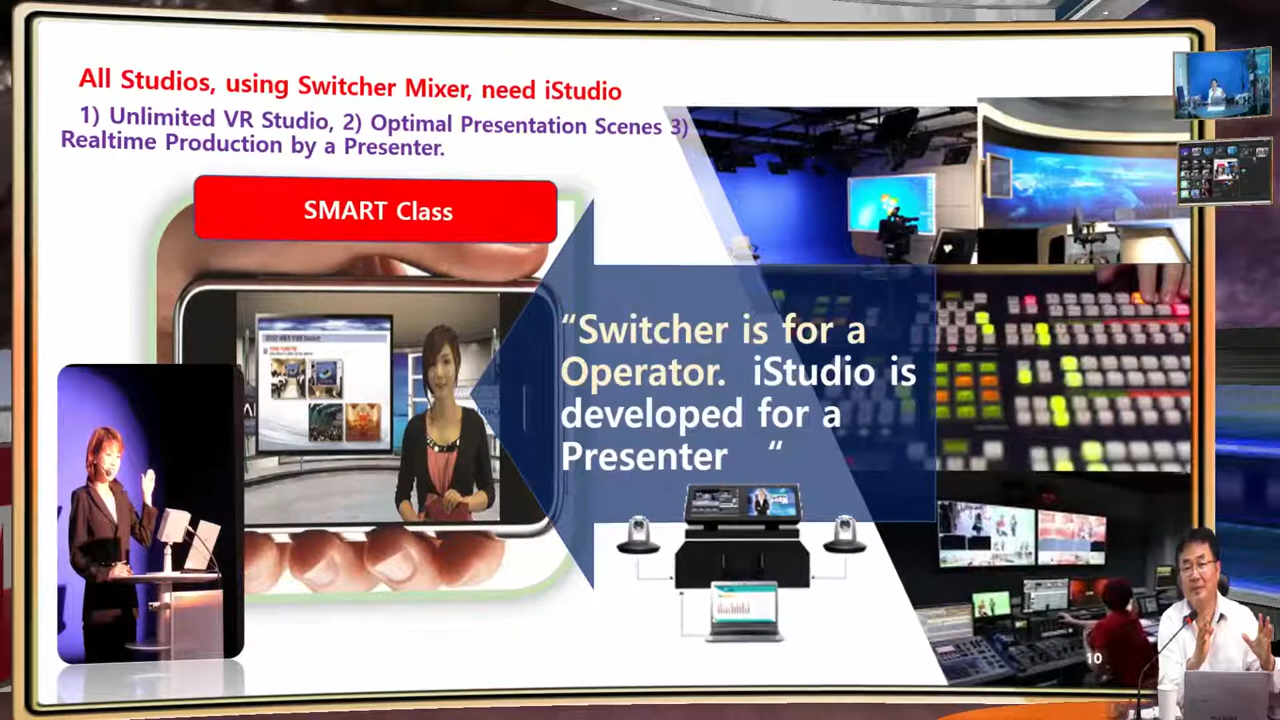 All Studios, using Switcher Mixer, need iStudio
1) Unlimited VR Studio, 2) Optimal Presentation Scenes 3)
Realtime Production by a Presenter.
SMART Class
“Switcher is for a
Operator. iStudio is
developed for a
Presenter “
10